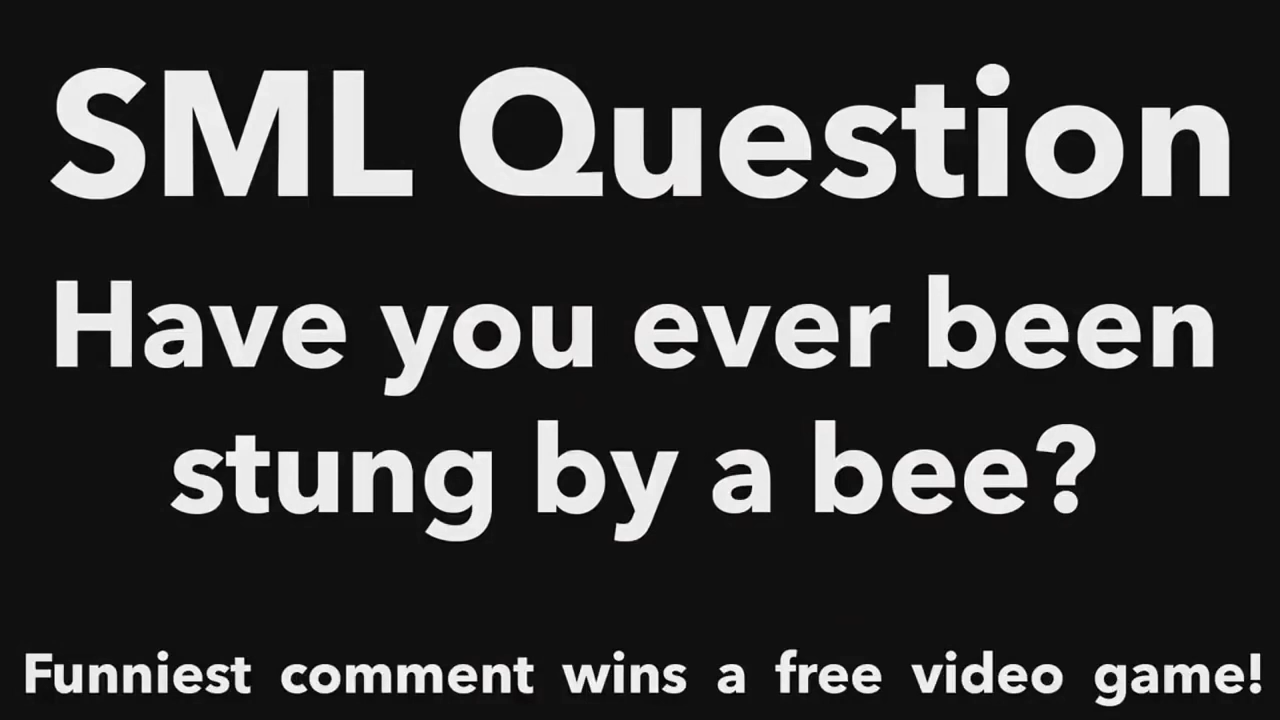 SML Question
Have you ever been
stung by a bee?
Funniest comment wins a free video game!